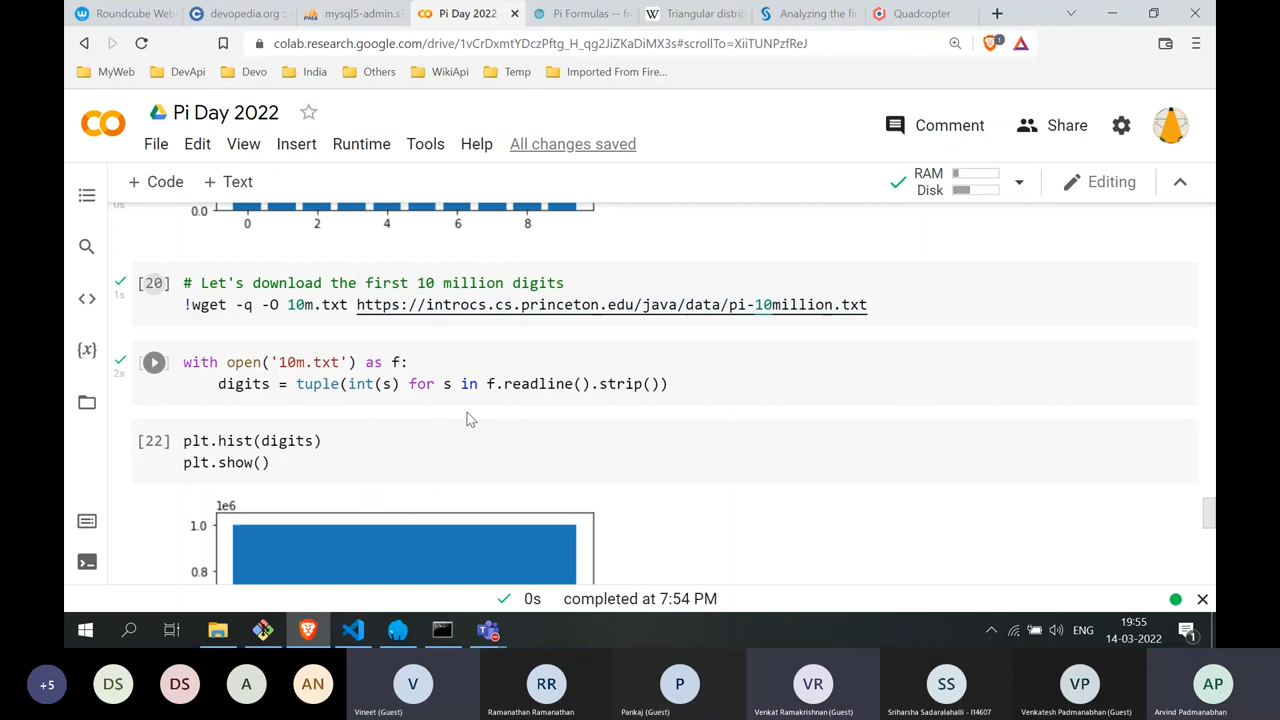 Roundcube Web
devopedia.org ::
mysql5-admin.s
Pi Day 2022
Pi Formulas -- fr
Triangular distrib
Analyzing the fi
Quadcopter
colab.research.google.com/drive/1vCrDxmtYDczPftg_H_qg2JiZKaDiMX3s#scrollTo=XiiTUNPzfReJ
1
MyWeb
DevApi
Devo
India
Others
WikiApi
Temp
Imported From Fire...
CO
Pi Day 2022
Comment
Share
File Edit View Insert Runtime Tools Help All changes saved
+ Code + Text
RAM
Disk
Editing
0s
0.0
0 2 4 6 8
[20] # Let's download the first 10 million digits
1s
!wget -q -O 10m.txt https://introcs.cs.princeton.edu/java/data/pi-10million.txt
with open('10m.txt') as f:
2s
digits = tuple(int(s) for s in f.readline().strip())
[22] plt.hist(digits)
plt.show()
1e6
1.0
0.8
0s completed at 7:54 PM
ENG
19:55
14-03-2022
1
+5
DS
DS
A
AN
V
RR
P
VR
SS
VP
AP
Vineet (Guest)
Ramanathan Ramanathan
Pankaj (Guest)
Venkat Ramakrishnan (Guest)
Sriharsha Sadaralahalli - I14607
Venkatesh Padmanabhan (Guest)
Arvind Padmanabhan